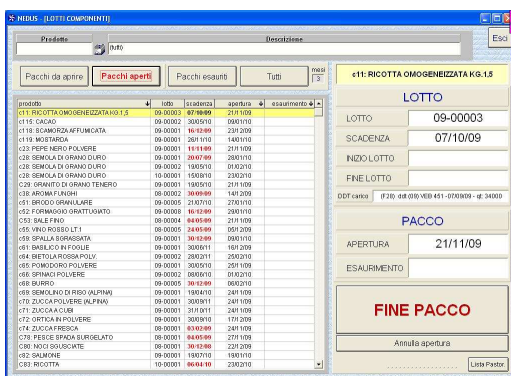 NEDUS - [LOTTI COMPONENTI]
Prodotto Descrizione
(tutti)
Esci
Pacchi da aprire Pacchi aperti Pacchi esauriti Tutti mesi 3
prodotto lotto scadenza apertura esaurimento
c11: RICOTTA OMOGENEIZZATA KG.1,5 09-00003 07/10/09 21/11/09
c115: CACAO 09-00002 30/05/10 09/01/10
c118: SCAMORZA AFFUMICATA 09-00001 16/12/09 23/12/09
c119: MOSTARDA 09-00001 26/11/10 14/01/10
c23: PEPE NERO POLVERE 09-00001 11/11/09 21/11/09
c28: SEMOLA DI GRANO DURO 09-00001 20/07/09 28/01/10
c28: SEMOLA DI GRANO DURO 09-00002 19/05/10 01/02/10
c28: SEMOLA DI GRANO DURO 10-00001 15/08/10 23/02/10
C29: GRANITO DI GRANO TENERO 09-00001 19/05/10 21/11/09
c38: AROMA FUNGHI 08-00002 30/09/09 14/12/09
c51: BRODO GRANULARE 09-00005 21/07/10 27/01/10
c52: FORMAGGIO GRATTUGIATO 09-00008 16/12/09 29/01/10
C53: SALE FINO 08-00004 04/05/09 21/11/09
c55: VINO ROSSO LT.1 08-00005 24/05/09 05/12/09
c59: SPALLA SGRASSATA 09-00001 30/12/09 09/01/10
c61: BASILICO IN FOGLIE 09-00001 30/06/11 16/12/09
c64: BIETOLA ROSSA POLV. 09-00002 28/02/11 25/02/10
c65: POMODORO POLVERE 09-00001 30/05/10 25/11/09
c66: SPINACI POLVERE 09-00002 08/06/10 01/02/10
c68: BURRO 09-00005 30/12/09 06/02/10
c69: SEMOLINO DI RISO (ALPINA) 09-00001 19/04/10 24/11/09
c70: ZUCCA POLVERE (ALPINA) 09-00001 30/09/11 24/11/09
c71: ZUCCA A CUBI 09-00001 31/10/11 24/11/09
c72: ORTICA IN POLVERE 09-00001 30/09/10 17/12/09
c74: ZUCCA FRESCA 08-00001 03/02/09 24/11/09
C78: PESCE SPADA SURGELATO 09-00001 04/05/09 27/11/09
C80: NOCI SGUSCIATE 08-00001 30/12/08 22/12/09
c82: SALMONE 09-00001 19/07/10 19/01/10
C83: RICOTTA 10-00001 06/04/10 23/02/10
c11: RICOTTA OMOGENEIZZATA KG.1,5
LOTTO
LOTTO 09-00003
SCADENZA 07/10/09
INIZIO LOTTO
FINE LOTTO
DDT carico (F28) ddt (09) VEB 451 - 07/09/09 - qt: 34000
PACCO
APERTURA 21/11/09
ESAURIMENTO
FINE PACCO
Annulla apertura
Lista Pastor